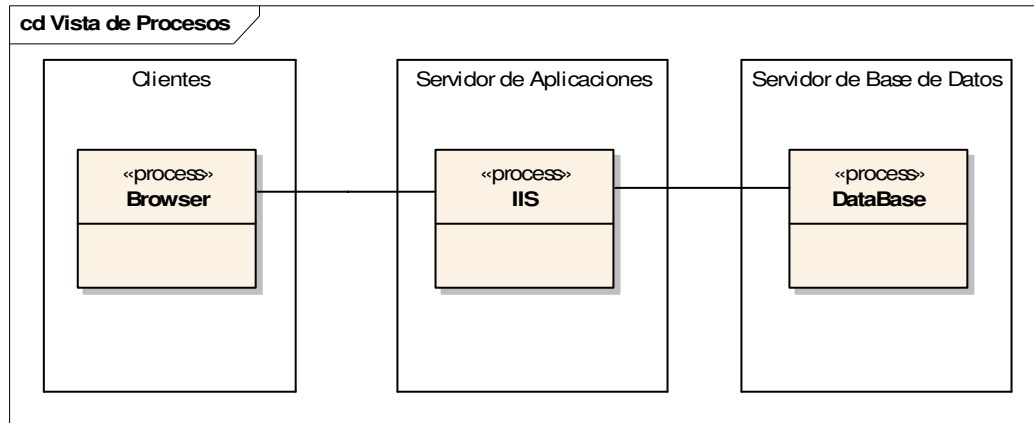 cd Vista de Procesos
Clientes
«process»
Browser
Servidor de Aplicaciones
«process»
IIS
Servidor de Base de Datos
«process»
DataBase